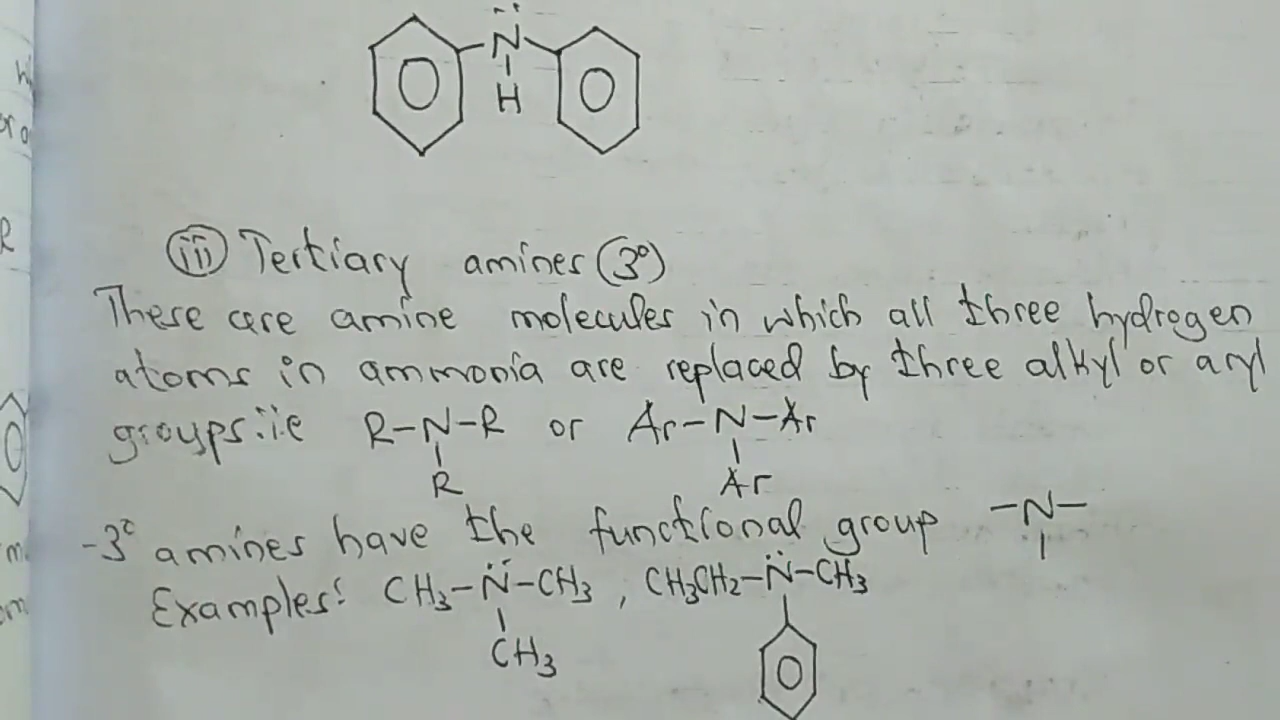 N
H
(iii) Tertiary amines (3°)
These are amine molecules in which all three hydrogen
atoms in ammonia are replaced by three alkyl or aryl
groups. i.e R-N-R or Ar-N-Ar
R Ar
-3° amines have the functional group -N-
Examples: CH3-N-CH3, CH3CH2-N-CH3
CH3